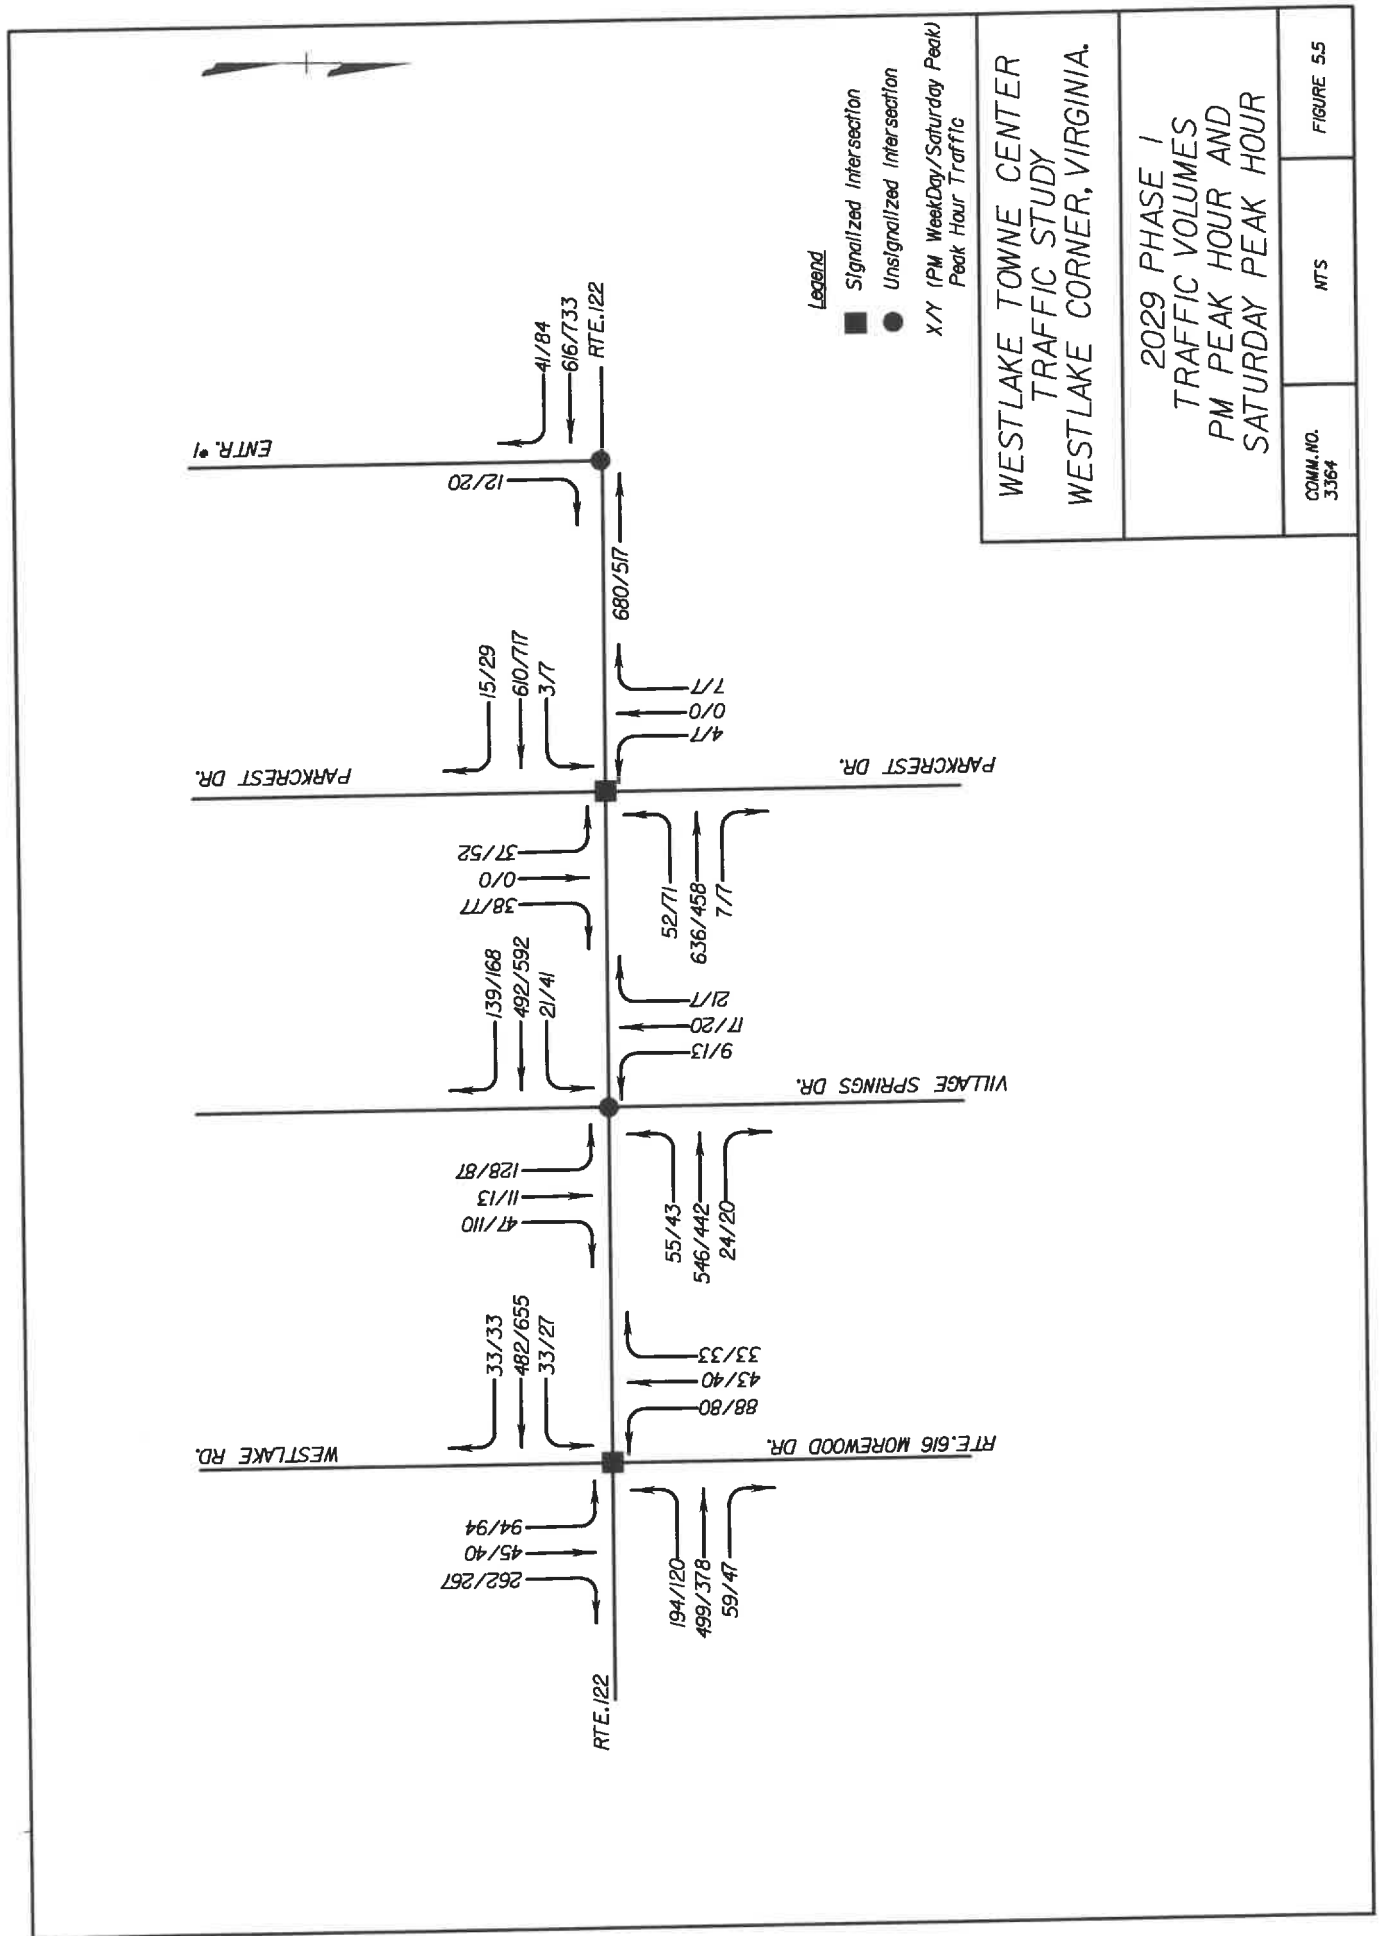 WESTLAKE RD.
33/33
482/655
33/27
94/94
45/40
262/267
RTE.122
194/120
499/378
59/47
88/80
43/40
33/33
RTE.616 MOREWOOD DR.
139/168
492/592
21/41
128/87
11/13
47/110
55/43
546/442
24/20
9/13
17/20
21/7
VILLAGE SPRINGS DR.
PARKCREST DR.
15/29
610/717
3/7
37/52
0/0
38/77
52/71
636/458
7/7
4/7
0/0
7/7
PARKCREST DR.
ENTR. #1
12/20
41/84
616/733
RTE.122
680/517
Legend
Signalized Intersection
Unsignalized Intersection
X/Y (PM WeekDay/Saturday Peak)
Peak Hour Traffic
WESTLAKE TOWNE CENTER
TRAFFIC STUDY
WESTLAKE CORNER, VIRGINIA.
2029 PHASE 1
TRAFFIC VOLUMES
PM PEAK HOUR AND
SATURDAY PEAK HOUR
COMM. NO.
3364
NTS
FIGURE 5.5